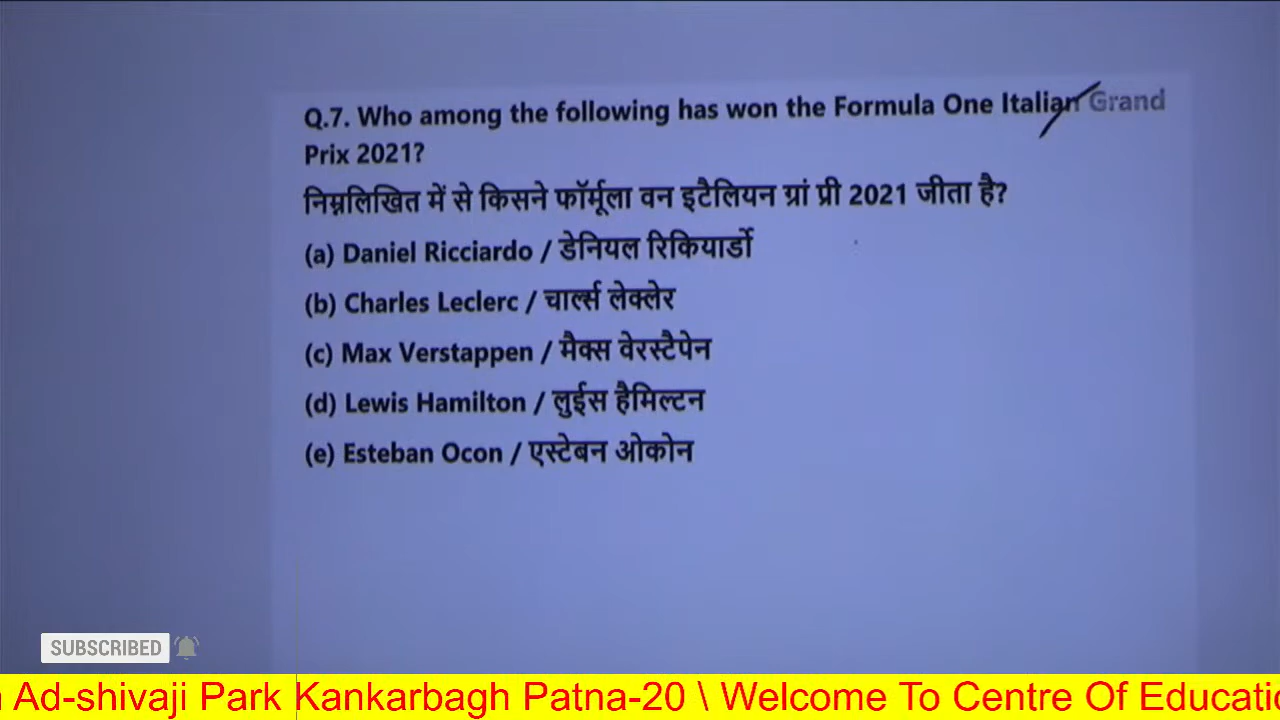 Q.7. Who among the following has won the Formula One Italian Grand
Prix 2021?
निम्नलिखित में से किसने फॉर्मूला वन इटैलियन ग्रां प्री 2021 जीता है?
(a) Daniel Ricciardo / डेनियल रिकियार्डो
(b) Charles Leclerc / चार्ल्स लेक्लेर
(c) Max Verstappen / मैक्स वेरस्टैपेन
(d) Lewis Hamilton / लुईस हैमिल्टन
(e) Esteban Ocon / एस्टेबन ओकोन
SUBSCRIBED
Ad-shivaji Park Kankarbagh Patna-20 \ Welcome To Centre Of Educatio